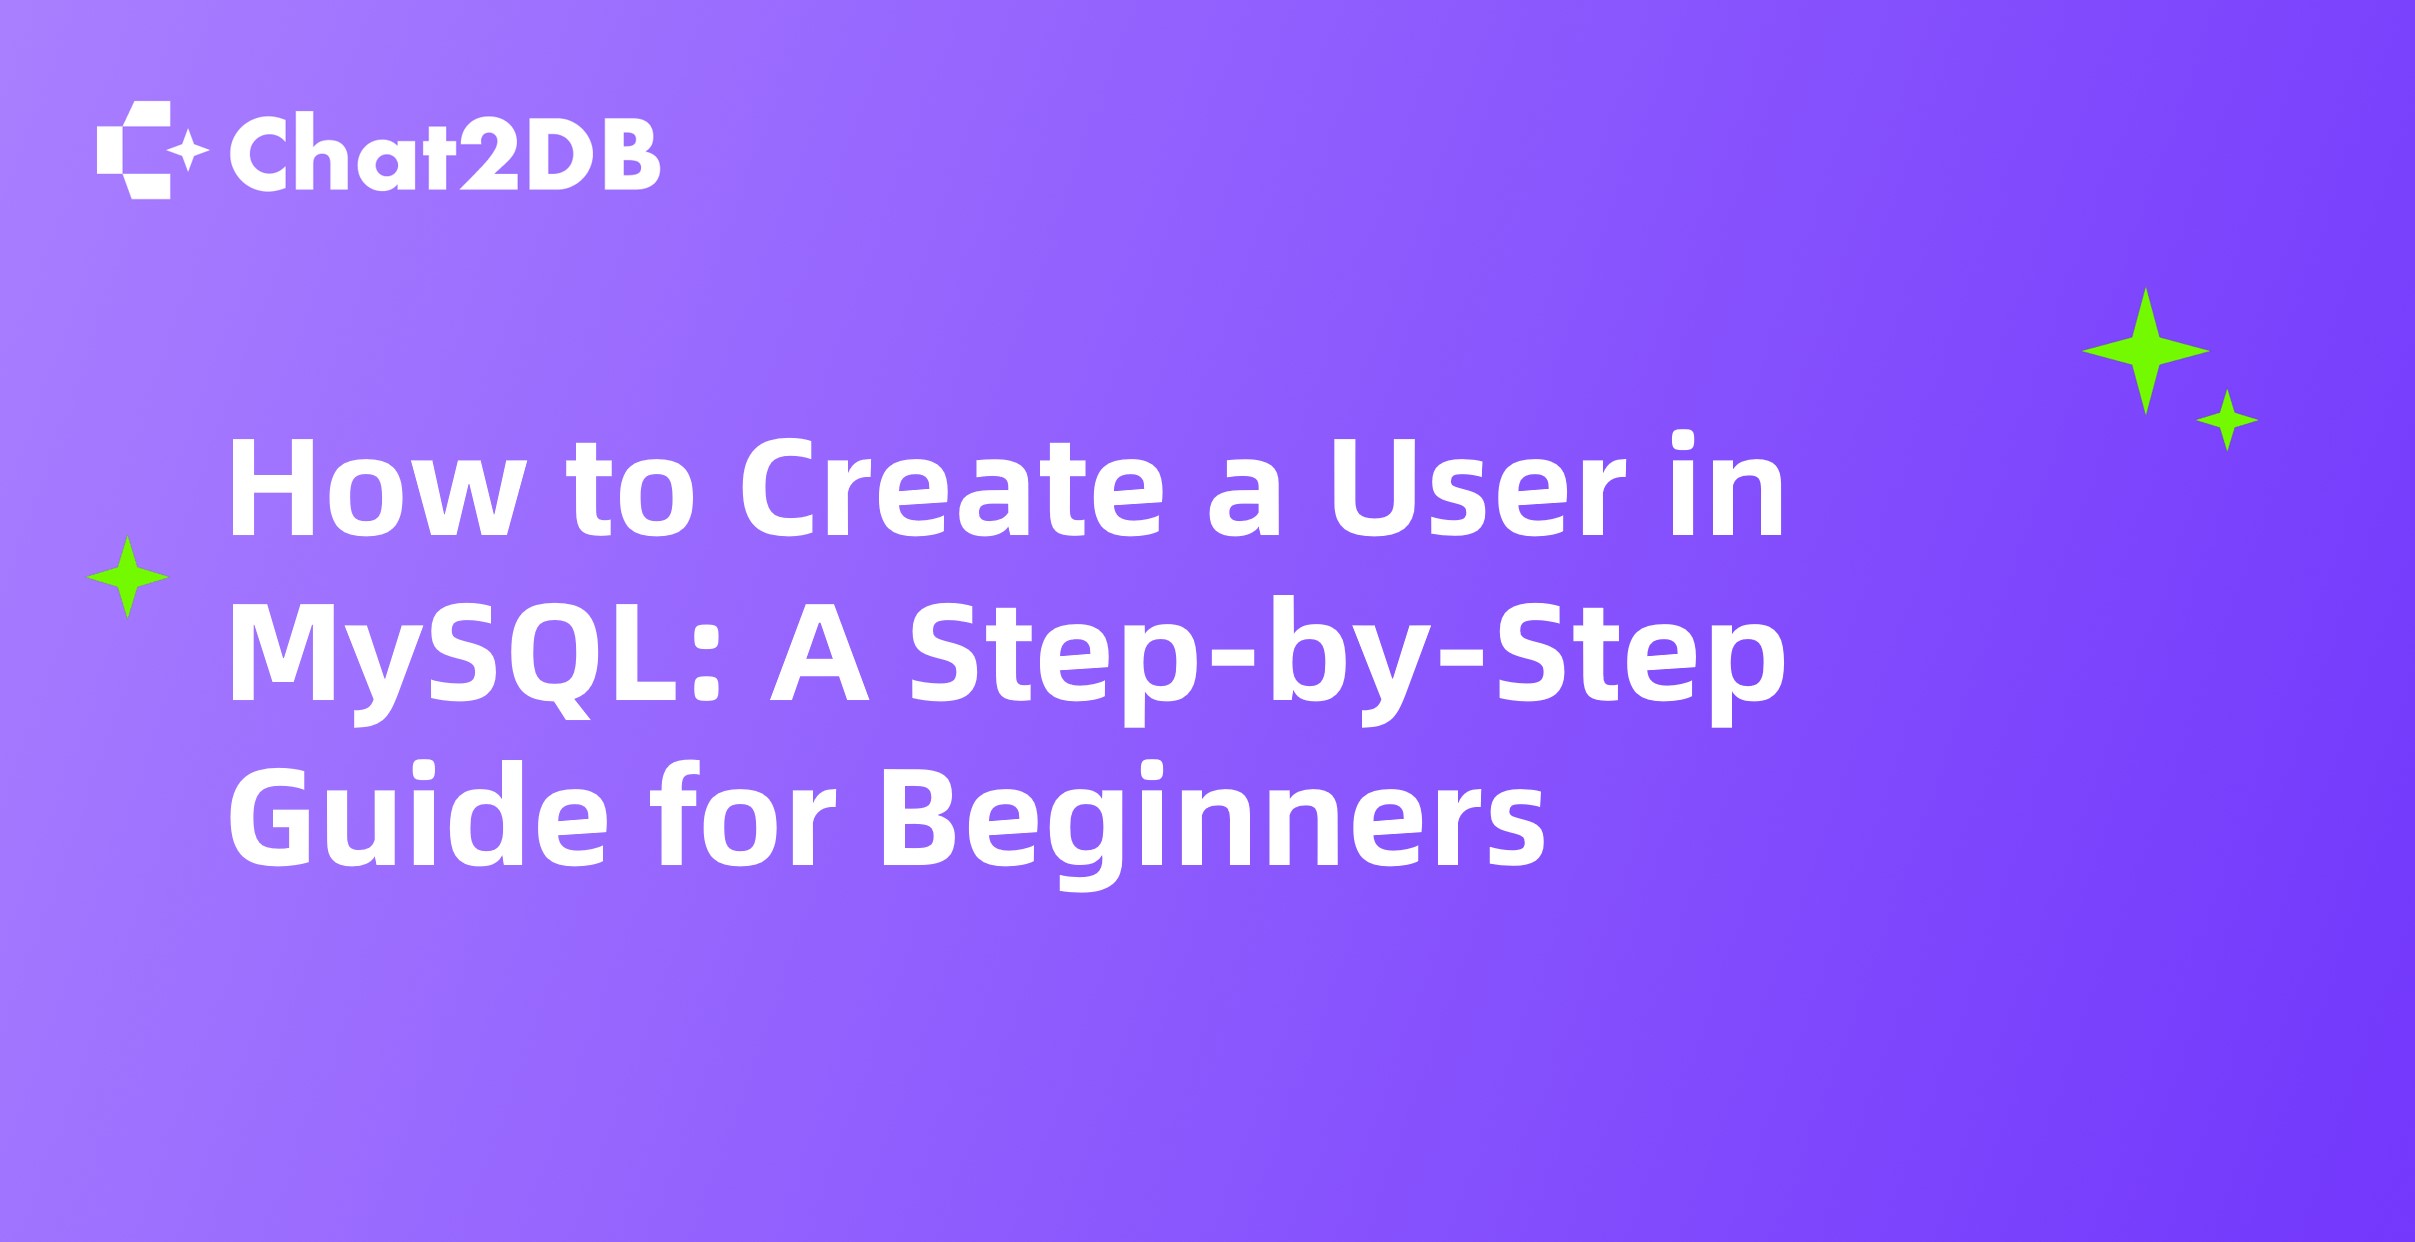 Chat2DB
How to Create a User in
MySQL: A Step-by-Step
Guide for Beginners